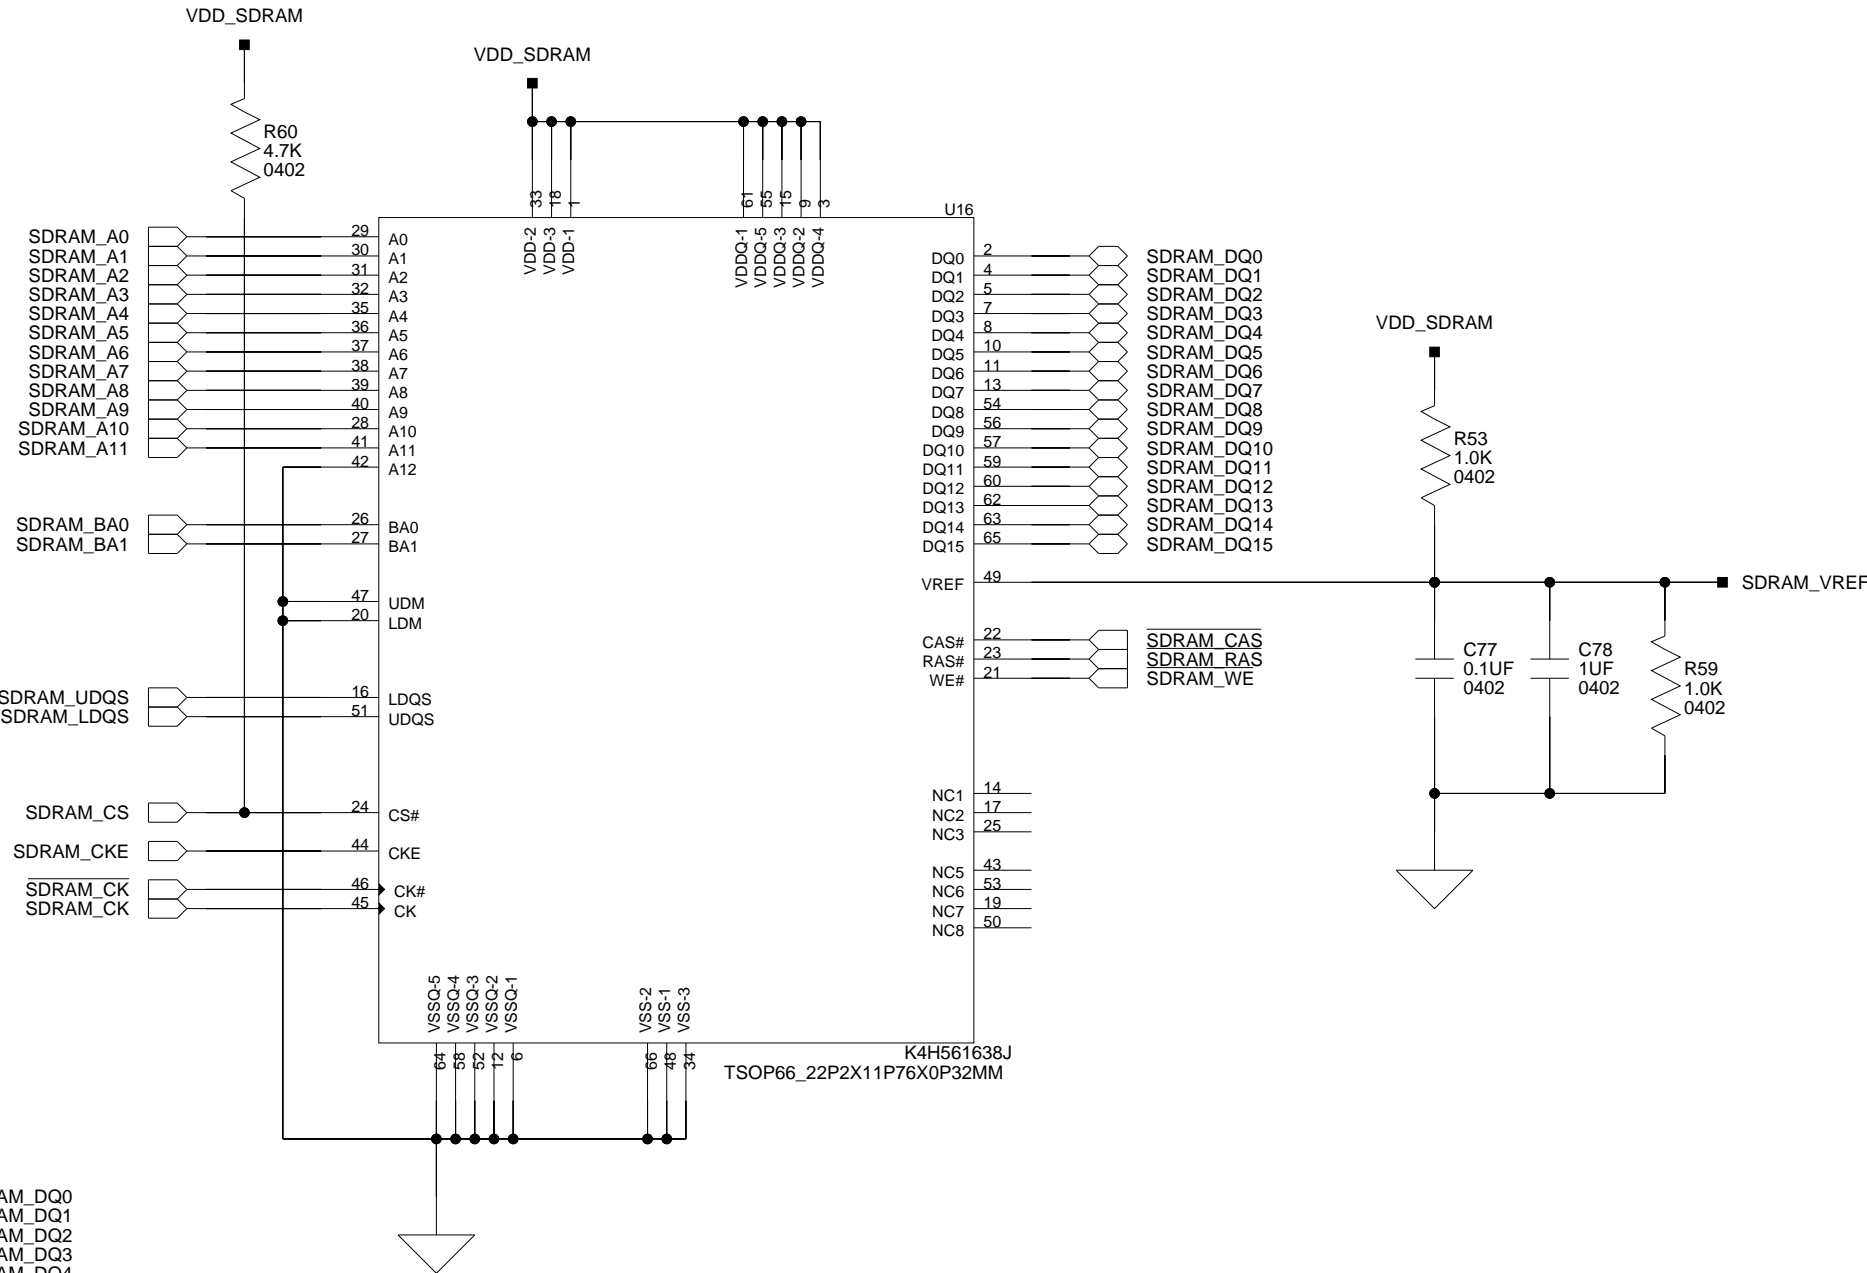 VDD_SDRAM
VDD_SDRAM
R60
4.7K
0402
33
18
1
61
55
15
9
3
U16
VDD-2
VDD-3
VDD-1
VDDQ-1
VDDQ-5
VDDQ-3
VDDQ-2
VDDQ-4
SDRAM_A0 29 A0
SDRAM_A1 30 A1
SDRAM_A2 31 A2
SDRAM_A3 32 A3
SDRAM_A4 35 A4
SDRAM_A5 36 A5
SDRAM_A6 37 A6
SDRAM_A7 38 A7
SDRAM_A8 39 A8
SDRAM_A9 40 A9
SDRAM_A10 28 A10
SDRAM_A11 41 A11
42 A12
SDRAM_BA0 26 BA0
SDRAM_BA1 27 BA1
47 UDM
20 LDM
SDRAM_UDQS 16 LDQS
SDRAM_LDQS 51 UDQS
SDRAM_CS 24 CS#
SDRAM_CKE 44 CKE
SDRAM_CK 46 CK#
SDRAM_CK 45 CK
DQ0 2 SDRAM_DQ0
DQ1 4 SDRAM_DQ1
DQ2 5 SDRAM_DQ2
DQ3 7 SDRAM_DQ3
DQ4 8 SDRAM_DQ4
DQ5 10 SDRAM_DQ5
DQ6 11 SDRAM_DQ6
DQ7 13 SDRAM_DQ7
DQ8 54 SDRAM_DQ8
DQ9 56 SDRAM_DQ9
DQ10 57 SDRAM_DQ10
DQ11 59 SDRAM_DQ11
DQ12 60 SDRAM_DQ12
DQ13 62 SDRAM_DQ13
DQ14 63 SDRAM_DQ14
DQ15 65 SDRAM_DQ15
VREF 49
CAS# 22 SDRAM_CAS
RAS# 23 SDRAM_RAS
WE# 21 SDRAM_WE
NC1 14
NC2 17
NC3 25
NC5 43
NC6 53
NC7 19
NC8 50
VDD_SDRAM
R53
1.0K
0402
SDRAM_VREF
C77
0.1UF
0402
C78
1UF
0402
R59
1.0K
0402
VSSQ-5
VSSQ-4
VSSQ-3
VSSQ-2
VSSQ-1
VSS-2
VSS-1
VSS-3
64
58
52
12
6
66
48
34
K4H561638J
TSOP66_22P2X11P76X0P32MM
AM_DQ0
AM_DQ1
AM_DQ2
AM_DQ3
AM_DQ4